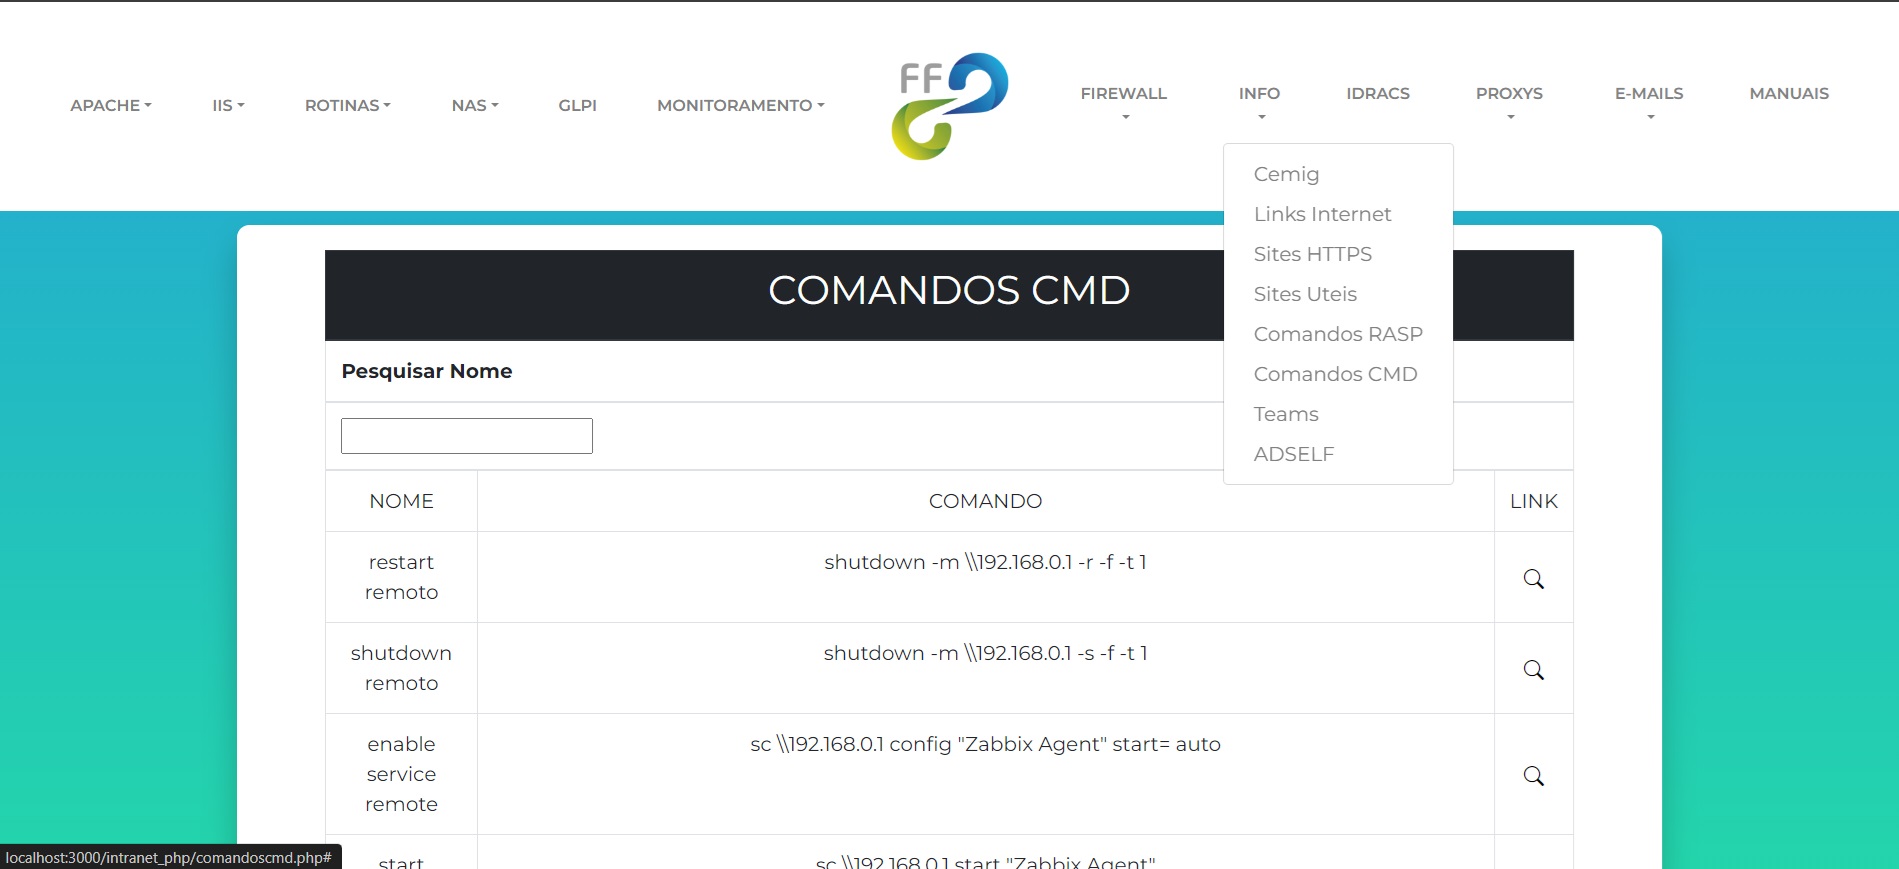 APACHE
IIS
ROTINAS
NAS
GLPI
MONITORAMENTO
FF
FIREWALL
INFO
IDRACS
PROXYS
E-MAILS
MANUAIS
Cemig
Links Internet
Sites HTTPS
Sites Uteis
Comandos RASP
Comandos CMD
Teams
ADSELF
COMANDOS CMD
Pesquisar Nome
NOME
COMANDO
LINK
restart
remoto
shutdown -m \\192.168.0.1 -r -f -t 1
shutdown
remoto
shutdown -m \\192.168.0.1 -s -f -t 1
enable
service
remote
sc \\192.168.0.1 config "Zabbix Agent" start= auto
start
sc \\192.168.0.1 start "Zabbix Agent"
localhost:3000/intranet_php/comandoscmd.php#